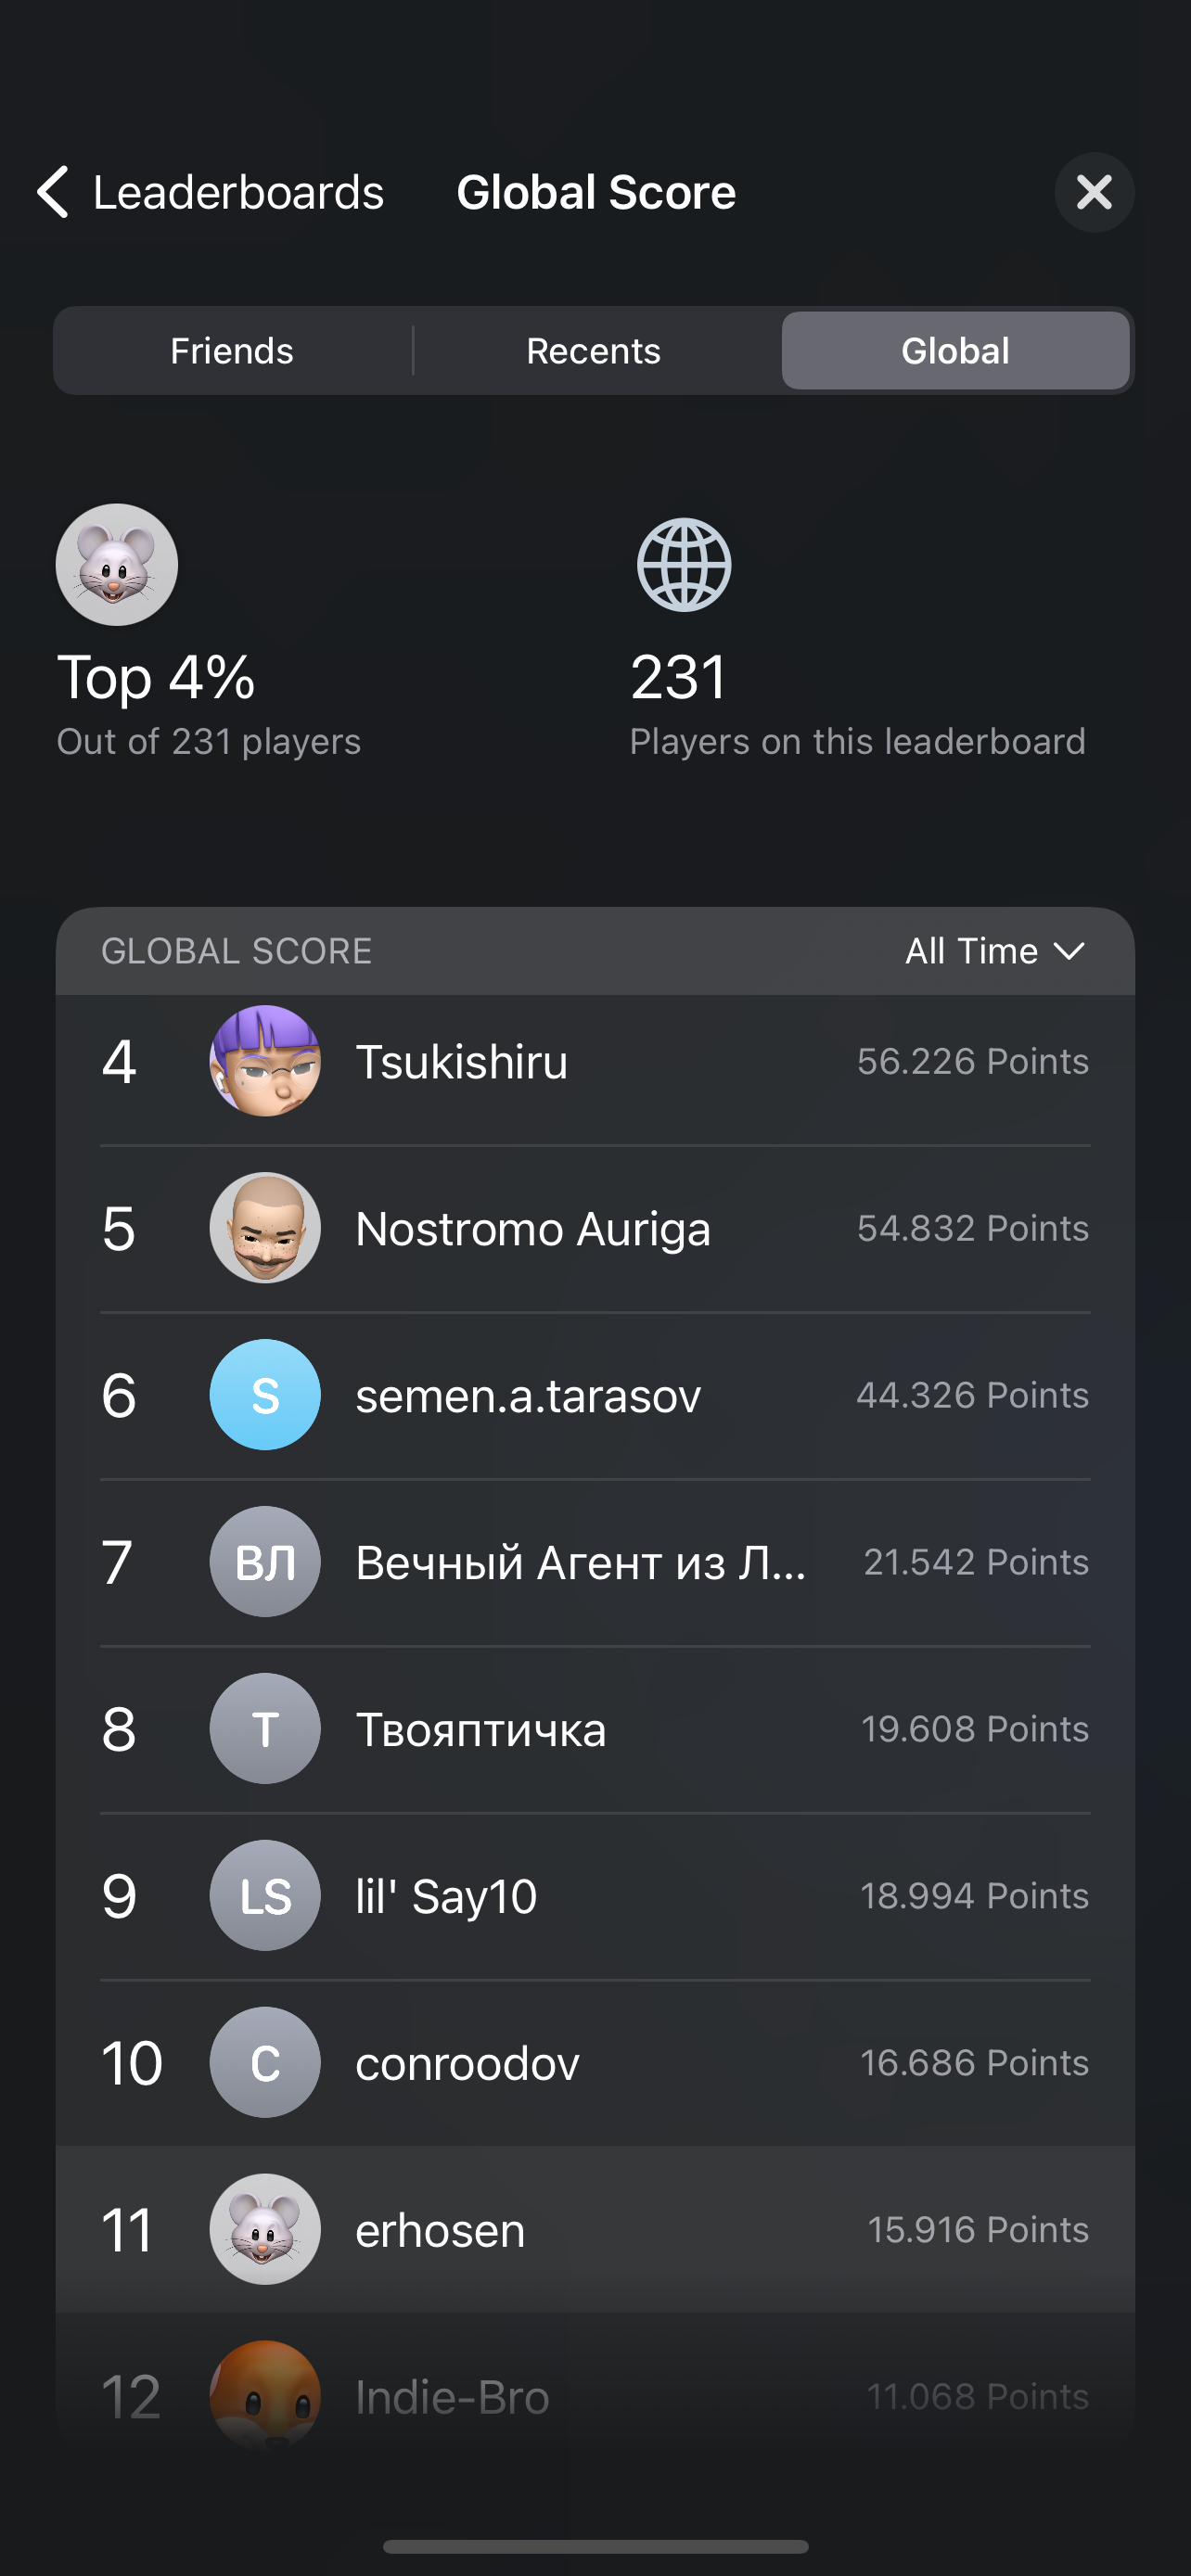 Leaderboards Global Score
Friends Recents Global
Top 4%
Out of 231 players
231
Players on this leaderboard
GLOBAL SCORE All Time
4 Tsukishiru 56.226 Points
5 Nostromo Auriga 54.832 Points
6 S semen.a.tarasov 44.326 Points
7 ВЛ Вечный Агент из Л... 21.542 Points
8 Т Твояптичка 19.608 Points
9 LS lil' Say10 18.994 Points
10 C conroodov 16.686 Points
11 erhosen 15.916 Points
12 Indie-Bro 11.068 Points